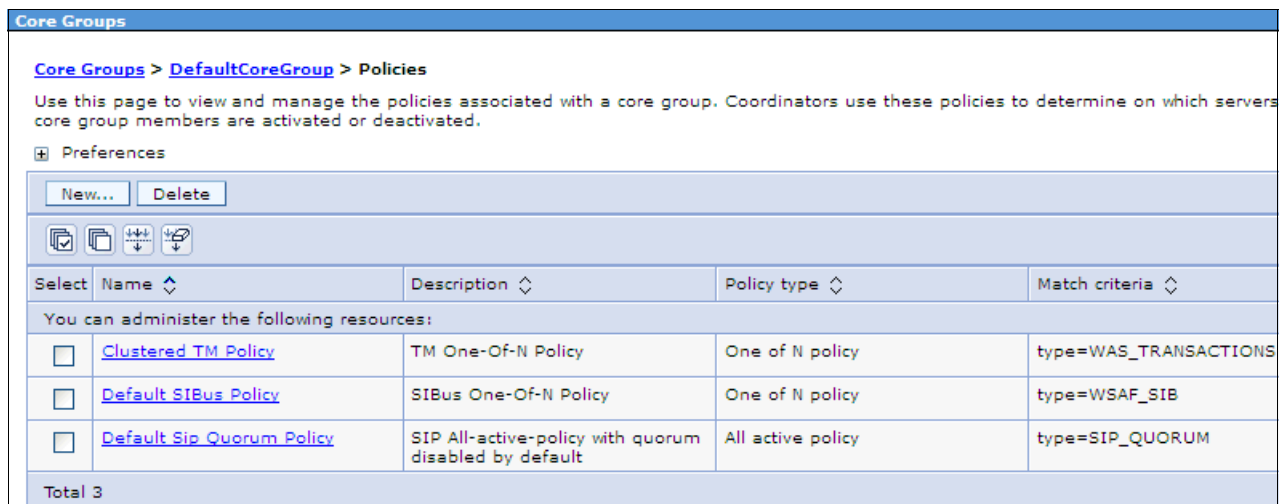 Core Groups
Core Groups > DefaultCoreGroup > Policies
Use this page to view and manage the policies associated with a core group. Coordinators use these policies to determine on which servers
core group members are activated or deactivated.
Preferences
New... Delete
Select Name Description Policy type Match criteria
You can administer the following resources:
Clustered TM Policy TM One-Of-N Policy One of N policy type=WAS_TRANSACTIONS
Default SIBus Policy SIBus One-Of-N Policy One of N policy type=WSAF_SIB
Default Sip Quorum Policy SIP All-active-policy with quorum All active policy type=SIP_QUORUM
disabled by default
Total 3